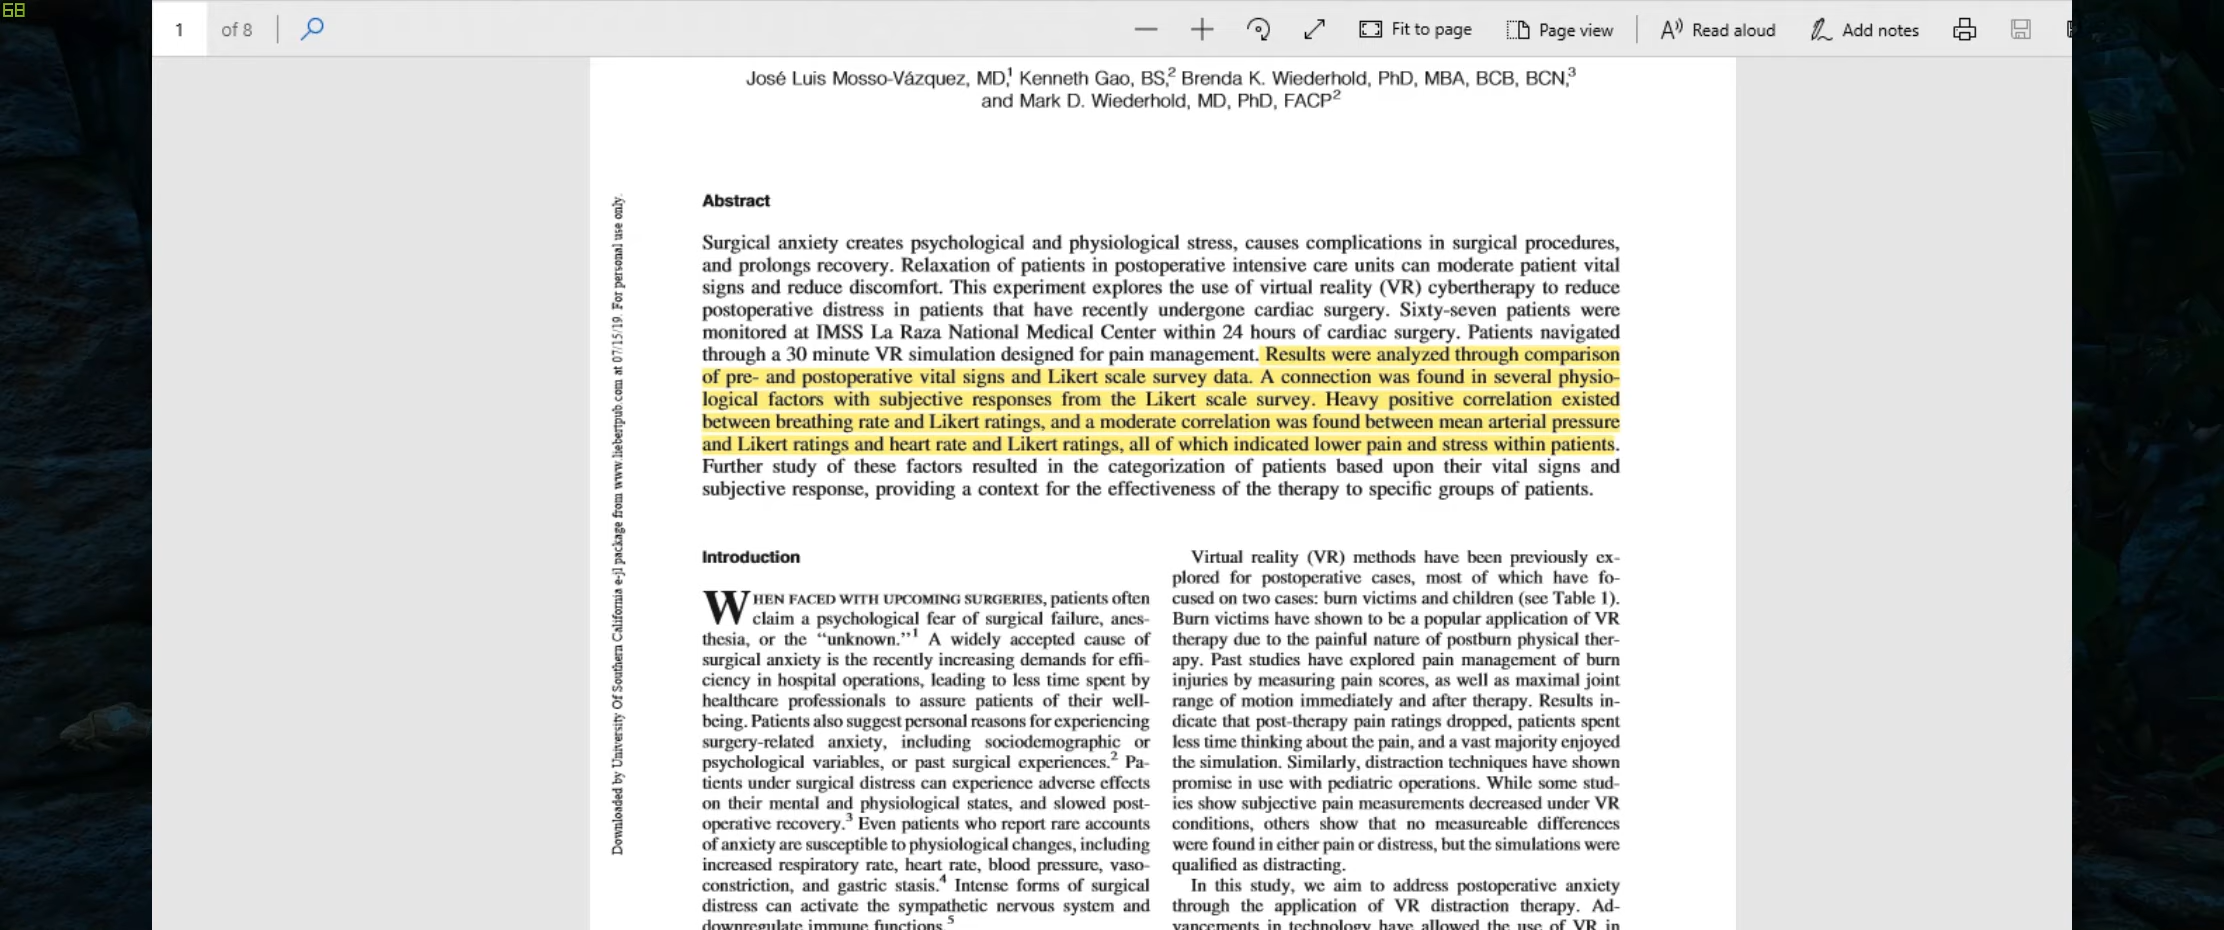 68
1 of 8 Fit to page Page view Read aloud Add notes
José Luis Mosso-Vázquez, MD,1 Kenneth Gao, BS,2 Brenda K. Wiederhold, PhD, MBA, BCB, BCN,3
and Mark D. Wiederhold, MD, PhD, FACP2
Downloaded by University Of Southern California e-jl package from www.liebertpub.com at 07/15/19. For personal use only.
Abstract
Surgical anxiety creates psychological and physiological stress, causes complications in surgical procedures,
and prolongs recovery. Relaxation of patients in postoperative intensive care units can moderate patient vital
signs and reduce discomfort. This experiment explores the use of virtual reality (VR) cybertherapy to reduce
postoperative distress in patients that have recently undergone cardiac surgery. Sixty-seven patients were
monitored at IMSS La Raza National Medical Center within 24 hours of cardiac surgery. Patients navigated
through a 30 minute VR simulation designed for pain management. Results were analyzed through comparison
of pre- and postoperative vital signs and Likert scale survey data. A connection was found in several physio-
logical factors with subjective responses from the Likert scale survey. Heavy positive correlation existed
between breathing rate and Likert ratings, and a moderate correlation was found between mean arterial pressure
and Likert ratings and heart rate and Likert ratings, all of which indicated lower pain and stress within patients.
Further study of these factors resulted in the categorization of patients based upon their vital signs and
subjective response, providing a context for the effectiveness of the therapy to specific groups of patients.
Introduction
WHEN FACED WITH UPCOMING SURGERIES, patients often
claim a psychological fear of surgical failure, anes-
thesia, or the “unknown.”1 A widely accepted cause of
surgical anxiety is the recently increasing demands for effi-
ciency in hospital operations, leading to less time spent by
healthcare professionals to assure patients of their well-
being. Patients also suggest personal reasons for experiencing
surgery-related anxiety, including sociodemographic or
psychological variables, or past surgical experiences.2 Pa-
tients under surgical distress can experience adverse effects
on their mental and physiological states, and slowed post-
operative recovery.3 Even patients who report rare accounts
of anxiety are susceptible to physiological changes, including
increased respiratory rate, heart rate, blood pressure, vaso-
constriction, and gastric stasis.4 Intense forms of surgical
distress can activate the sympathetic nervous system and
downregulate immune functions.5
Virtual reality (VR) methods have been previously ex-
plored for postoperative cases, most of which have fo-
cused on two cases: burn victims and children (see Table 1).
Burn victims have shown to be a popular application of VR
therapy due to the painful nature of postburn physical ther-
apy. Past studies have explored pain management of burn
injuries by measuring pain scores, as well as maximal joint
range of motion immediately and after therapy. Results in-
dicate that post-therapy pain ratings dropped, patients spent
less time thinking about the pain, and a vast majority enjoyed
the simulation. Similarly, distraction techniques have shown
promise in use with pediatric operations. While some stud-
ies show subjective pain measurements decreased under VR
conditions, others show that no measureable differences
were found in either pain or distress, but the simulations were
qualified as distracting.
In this study, we aim to address postoperative anxiety
through the application of VR distraction therapy. Ad-
vancements in technology have allowed the use of VR in